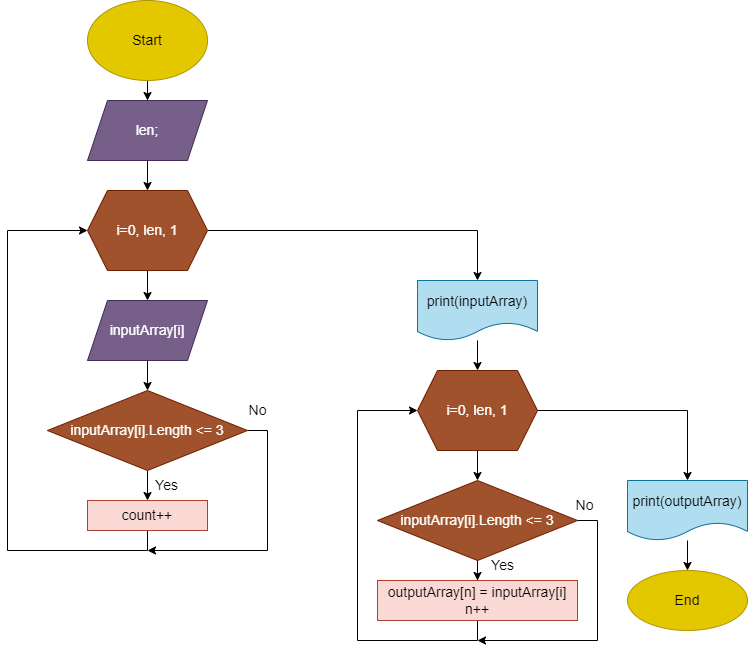 Start
len;
i=0, len, 1
inputArray[i]
inputArray[i].Length <= 3
No
Yes
count++
print(inputArray)
i=0, len, 1
inputArray[i].Length <= 3
No
Yes
outputArray[n] = inputArray[i]
n++
print(outputArray)
End